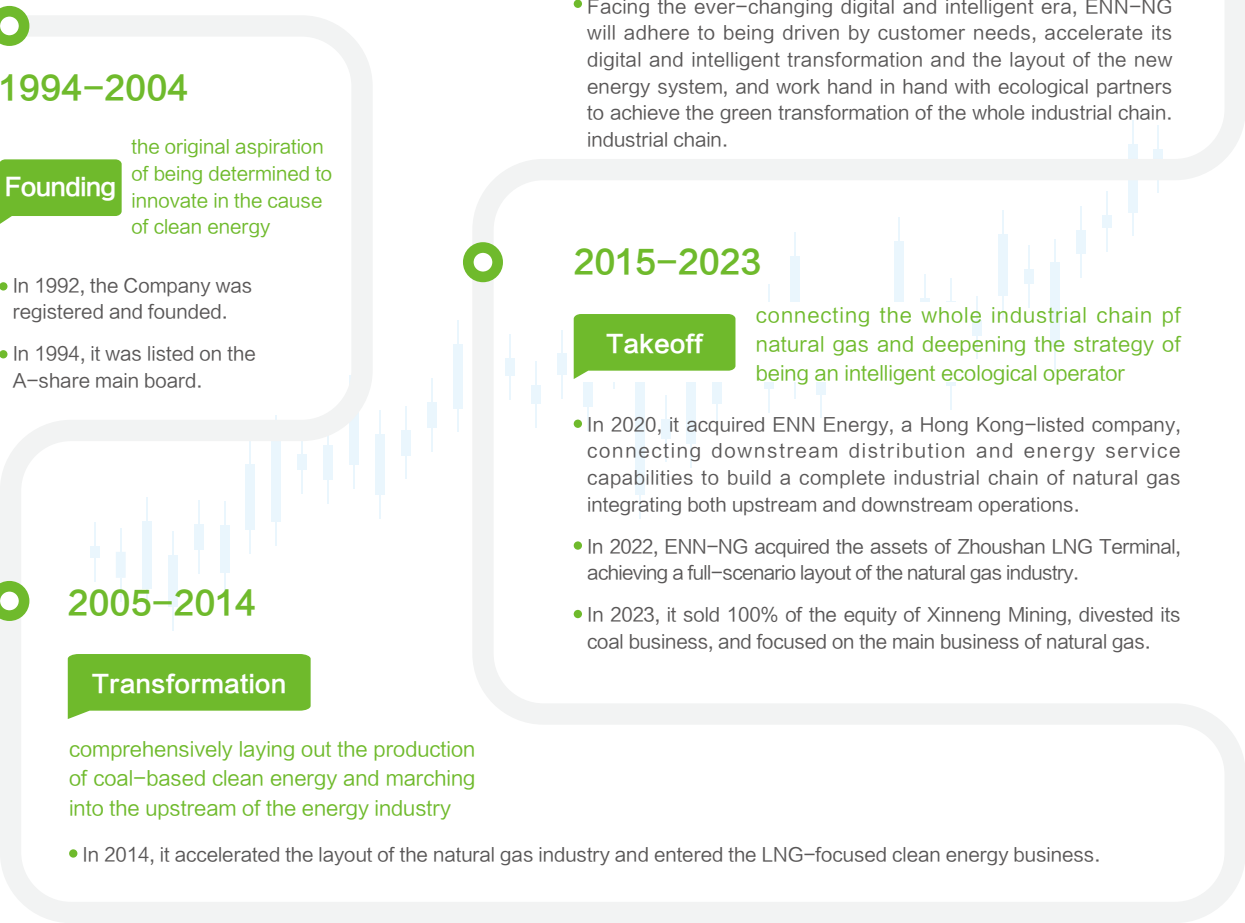 1994-2004
Founding
the original aspiration
of being determined to
innovate in the cause
of clean energy
• In 1992, the Company was
registered and founded.
• In 1994, it was listed on the
A-share main board.
2005-2014
Transformation
comprehensively laying out the production
of coal-based clean energy and marching
into the upstream of the energy industry
• In 2014, it accelerated the layout of the natural gas industry and entered the LNG-focused clean energy business.
2015-2023
Takeoff
connecting the whole industrial chain pf
natural gas and deepening the strategy of
being an intelligent ecological operator
• In 2020, it acquired ENN Energy, a Hong Kong-listed company,
connecting downstream distribution and energy service
capabilities to build a complete industrial chain of natural gas
integrating both upstream and downstream operations.
• In 2022, ENN-NG acquired the assets of Zhoushan LNG Terminal,
achieving a full-scenario layout of the natural gas industry.
• In 2023, it sold 100% of the equity of Xinneng Mining, divested its
coal business, and focused on the main business of natural gas.
• Facing the ever-changing digital and intelligent era, ENN-NG
will adhere to being driven by customer needs, accelerate its
digital and intelligent transformation and the layout of the new
energy system, and work hand in hand with ecological partners
to achieve the green transformation of the whole industrial chain.
industrial chain.